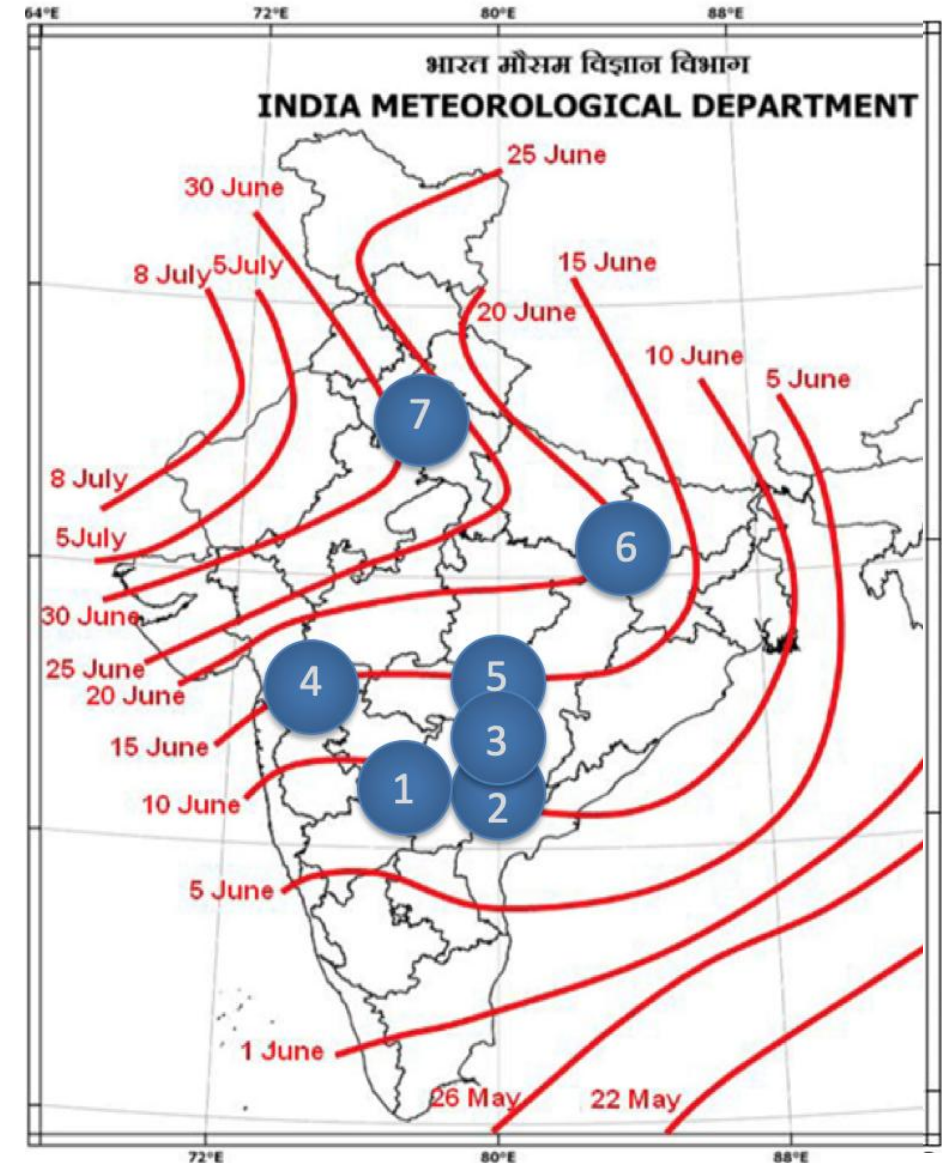 64°E 72°E 80°E 88°E
भारत मौसम विज्ञान विभाग
INDIA METEOROLOGICAL DEPARTMENT
25 June
30 June
8 July
5July
15 June
20 June
10 June
5 June
7
8 July
5July
6
30 June
25 June
20 June
4
5
15 June
3
10 June
1
2
5 June
1 June
26 May
22 May
72°E 80°E 88°E